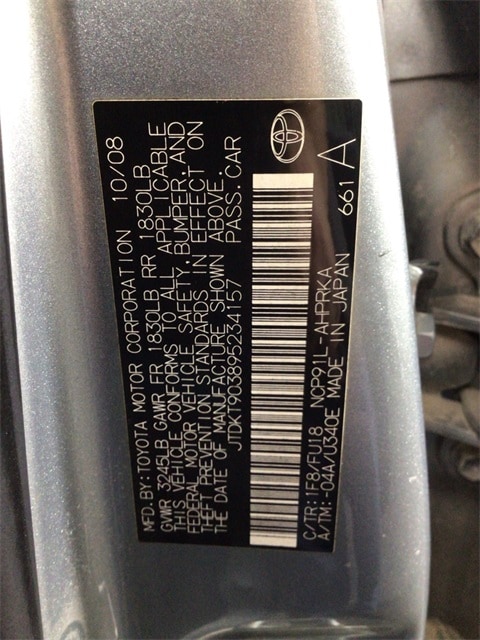 MFD.BY:TOYOTA MOTOR CORPORATION 10/08
GVWR 3245LB GAWR FR 1830LB RR 1830LB
THIS VEHICLE CONFORMS TO ALL APPLICABLE
FEDERAL MOTOR VEHICLE SAFETY,BUMPER,AND
THEFT PREVENTION STANDARDS IN EFFECT ON
THE DATE OF MANUFACTURE SHOWN ABOVE.
JTDKT903895234157 PASS.CAR
C/TR:1F8/FU18 NCP91L-AHPRKA
A/TM:-04A/U340E MADE IN JAPAN 661 A